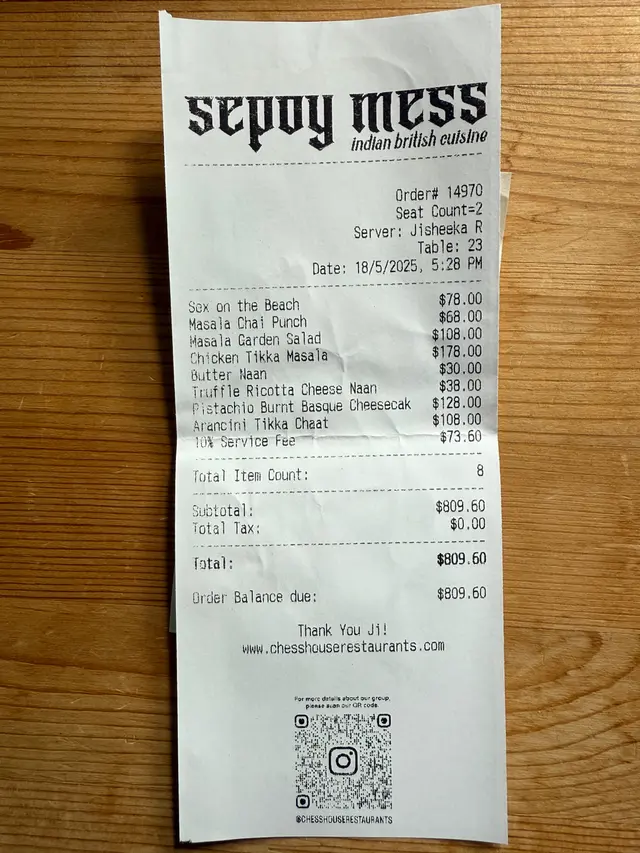 sepoy mess
indian british cuisine
Order# 14970
Seat Count=2
Server: Jisheeka R
Table: 23
Date: 18/5/2025, 5:28 PM
Sex on the Beach $78.00
Masala Chai Punch $68.00
Masala Garden Salad $108.00
Chicken Tikka Masala $178.00
Butter Naan $30.00
Truffle Ricotta Cheese Naan $38.00
Pistachio Burnt Basque Cheesecak $128.00
Arancini Tikka Chaat $108.00
10% Service Fee $73.60
Total Item Count: 8
Subtotal: $809.60
Total Tax: $0.00
Total: $809.60
Order Balance due: $809.60
Thank You Ji!
www.chesshouserestaurants.com
For more details about our group,
please scan our QR code.
@CHESSHOUSERESTAURANTS